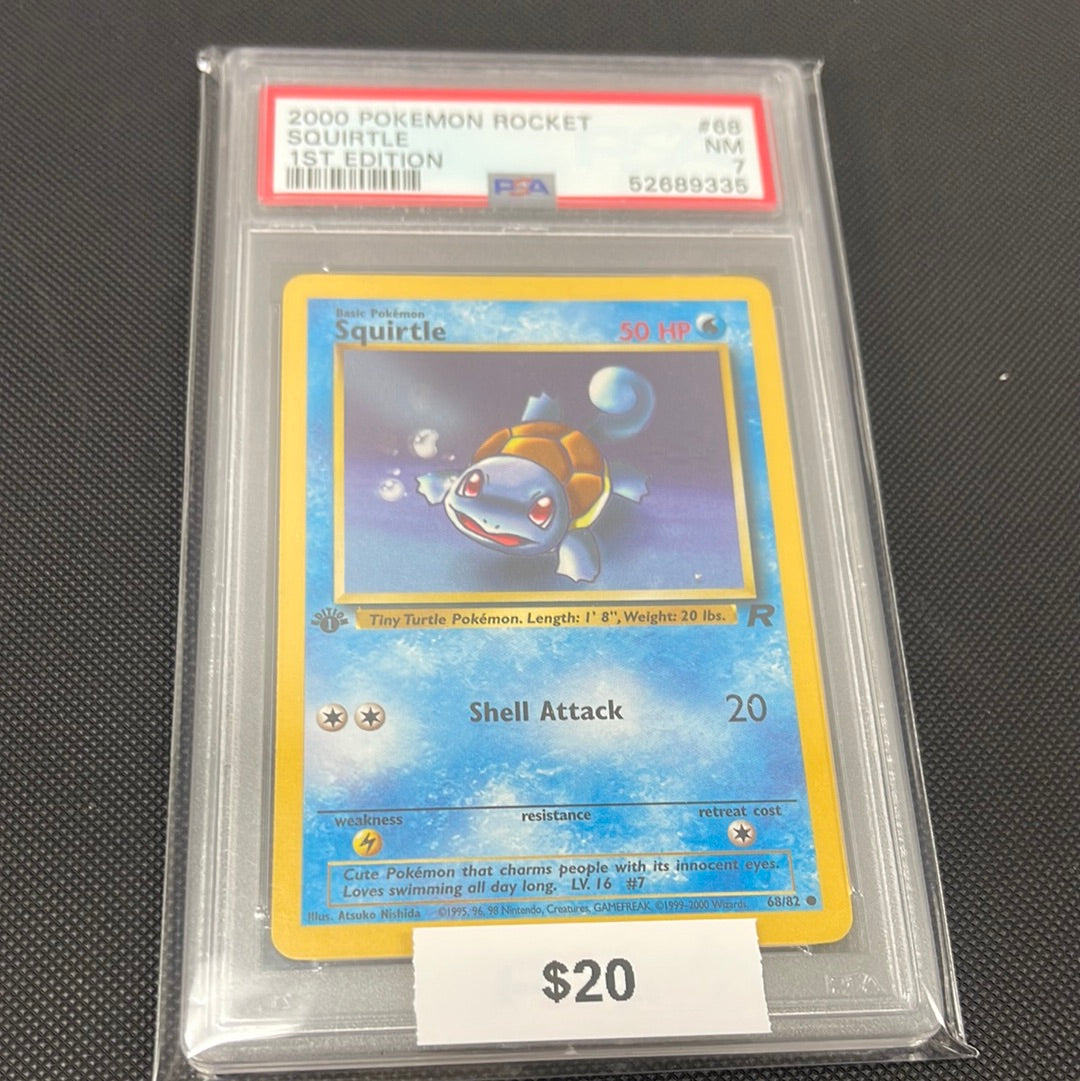 2000 POKEMON ROCKET #68
SQUIRTLE NM
1ST EDITION 7
PSA 52689335
Basic Pokémon
Squirtle 50 HP
EDITION 1
Tiny Turtle Pokémon. Length: 1' 8", Weight: 20 lbs. R
Shell Attack 20
weakness resistance retreat cost
Cute Pokémon that charms people with its innocent eyes.
Loves swimming all day long. LV. 16 #7
Illus. Atsuko Nishida ©1995, 96, 98 Nintendo, Creatures, GAMEFREAK. ©1999-2000 Wizards. 68/82
$20